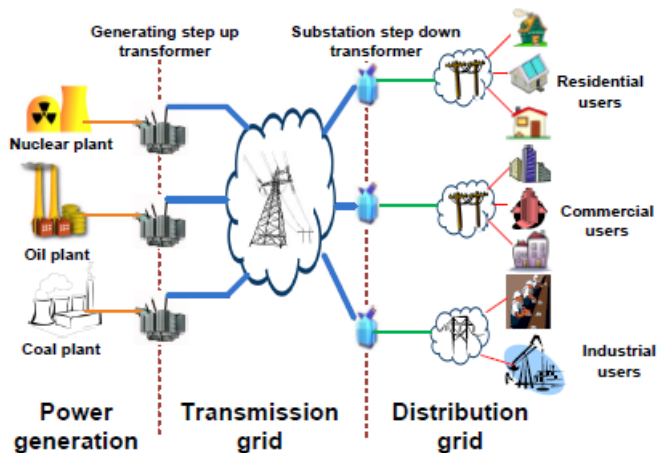 Generating step up
transformer
Substation step down
transformer
Nuclear plant
Oil plant
Coal plant
Residential
users
Commercial
users
Industrial
users
Power
generation
Transmission
grid
Distribution
grid